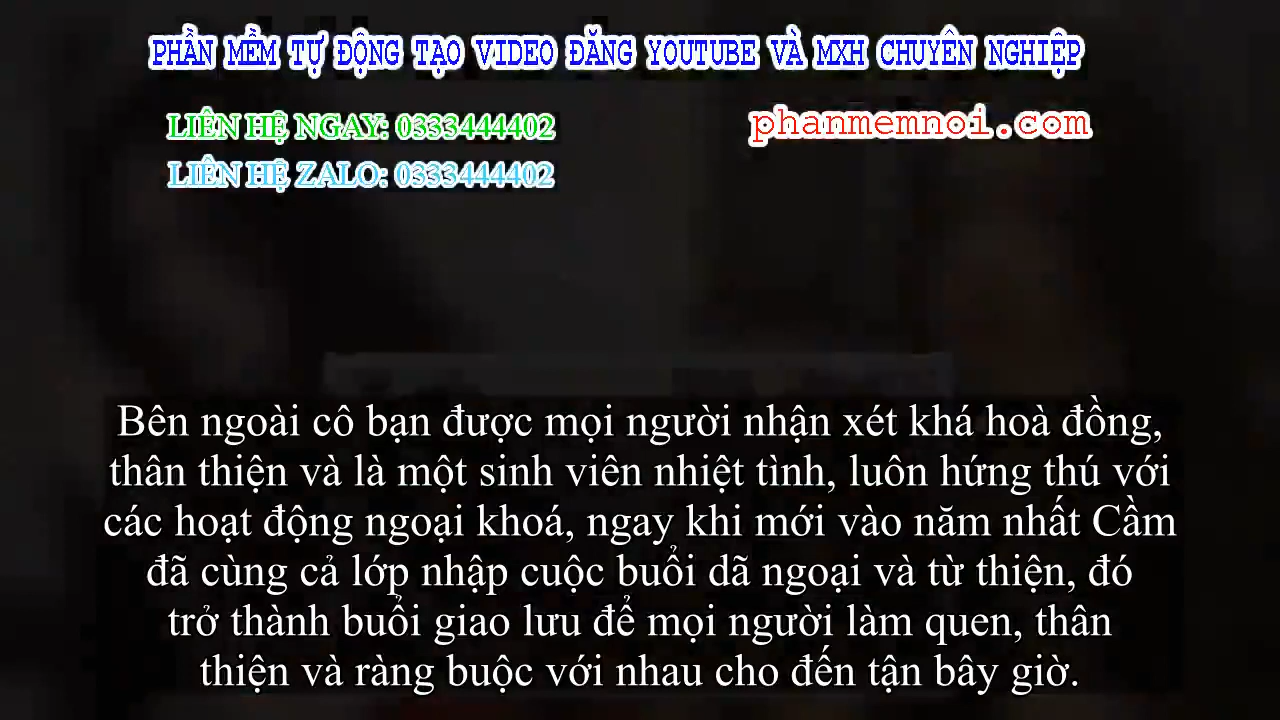 PHẦN MỀM TỰ ĐỘNG TẠO VIDEO ĐĂNG YOUTUBE VÀ MXH CHUYÊN NGHIỆP
LIÊN HỆ NGAY: 0333444402
phanmemnoi.com
LIÊN HỆ ZALO: 0333444402
Bên ngoài cô bạn được mọi người nhận xét khá hoà đồng,
thân thiện và là một sinh viên nhiệt tình, luôn hứng thú với
các hoạt động ngoại khoá, ngay khi mới vào năm nhất Cầm
đã cùng cả lớp nhập cuộc buổi dã ngoại và từ thiện, đó
trở thành buổi giao lưu để mọi người làm quen, thân
thiện và ràng buộc với nhau cho đến tận bây giờ.